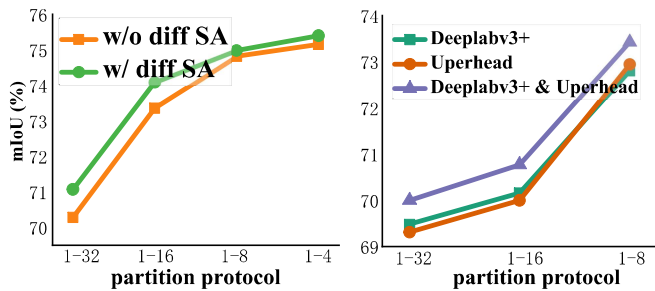 76
75
74
73
72
71
70
mIoU (%)
w/o diff SA
w/ diff SA
1-32 1-16 1-8 1-4
partition protocol
74
73
72
71
70
69
Deeplabv3+
Uperhead
Deeplabv3+ & Uperhead
1-32 1-16 1-8
partition protocol